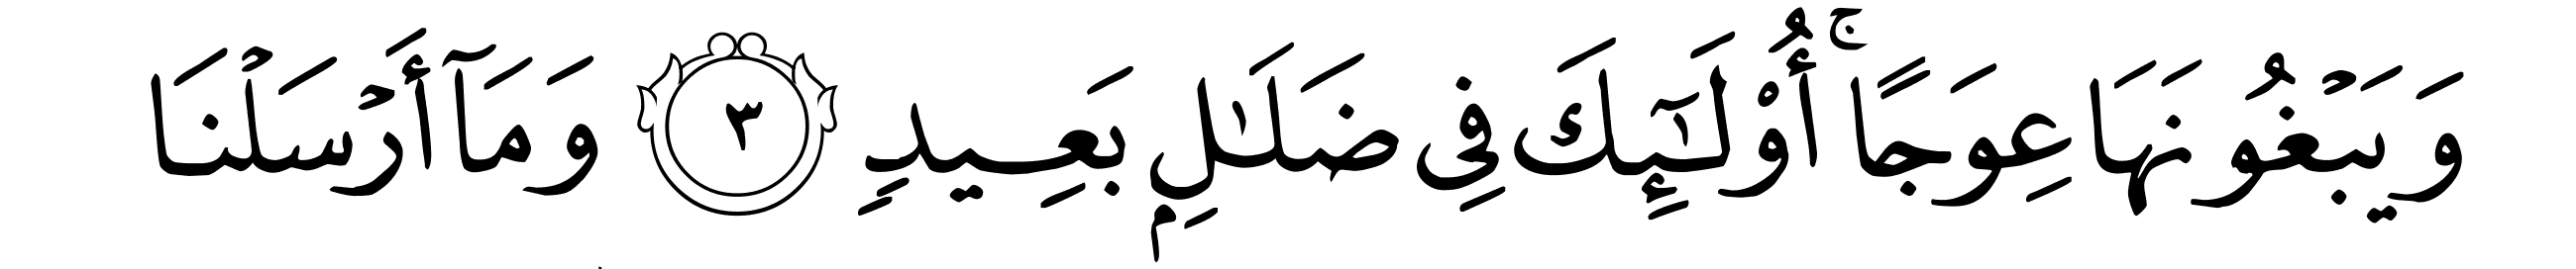 وَيَبْغُونَهَا عِوَجًاۚ أُوْلَٰٓئِكَ فِي ضَلَٰلِۭ بَعِيدٖ ٣ وَمَآ أَرْسَلْنَا